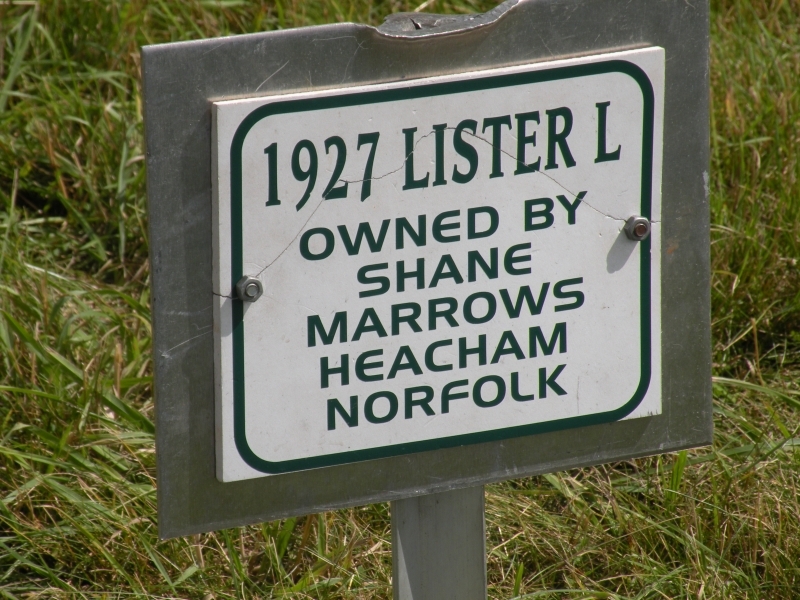 1927 LISTER L
OWNED BY
SHANE
MARROWS
HEACHAM
NORFOLK